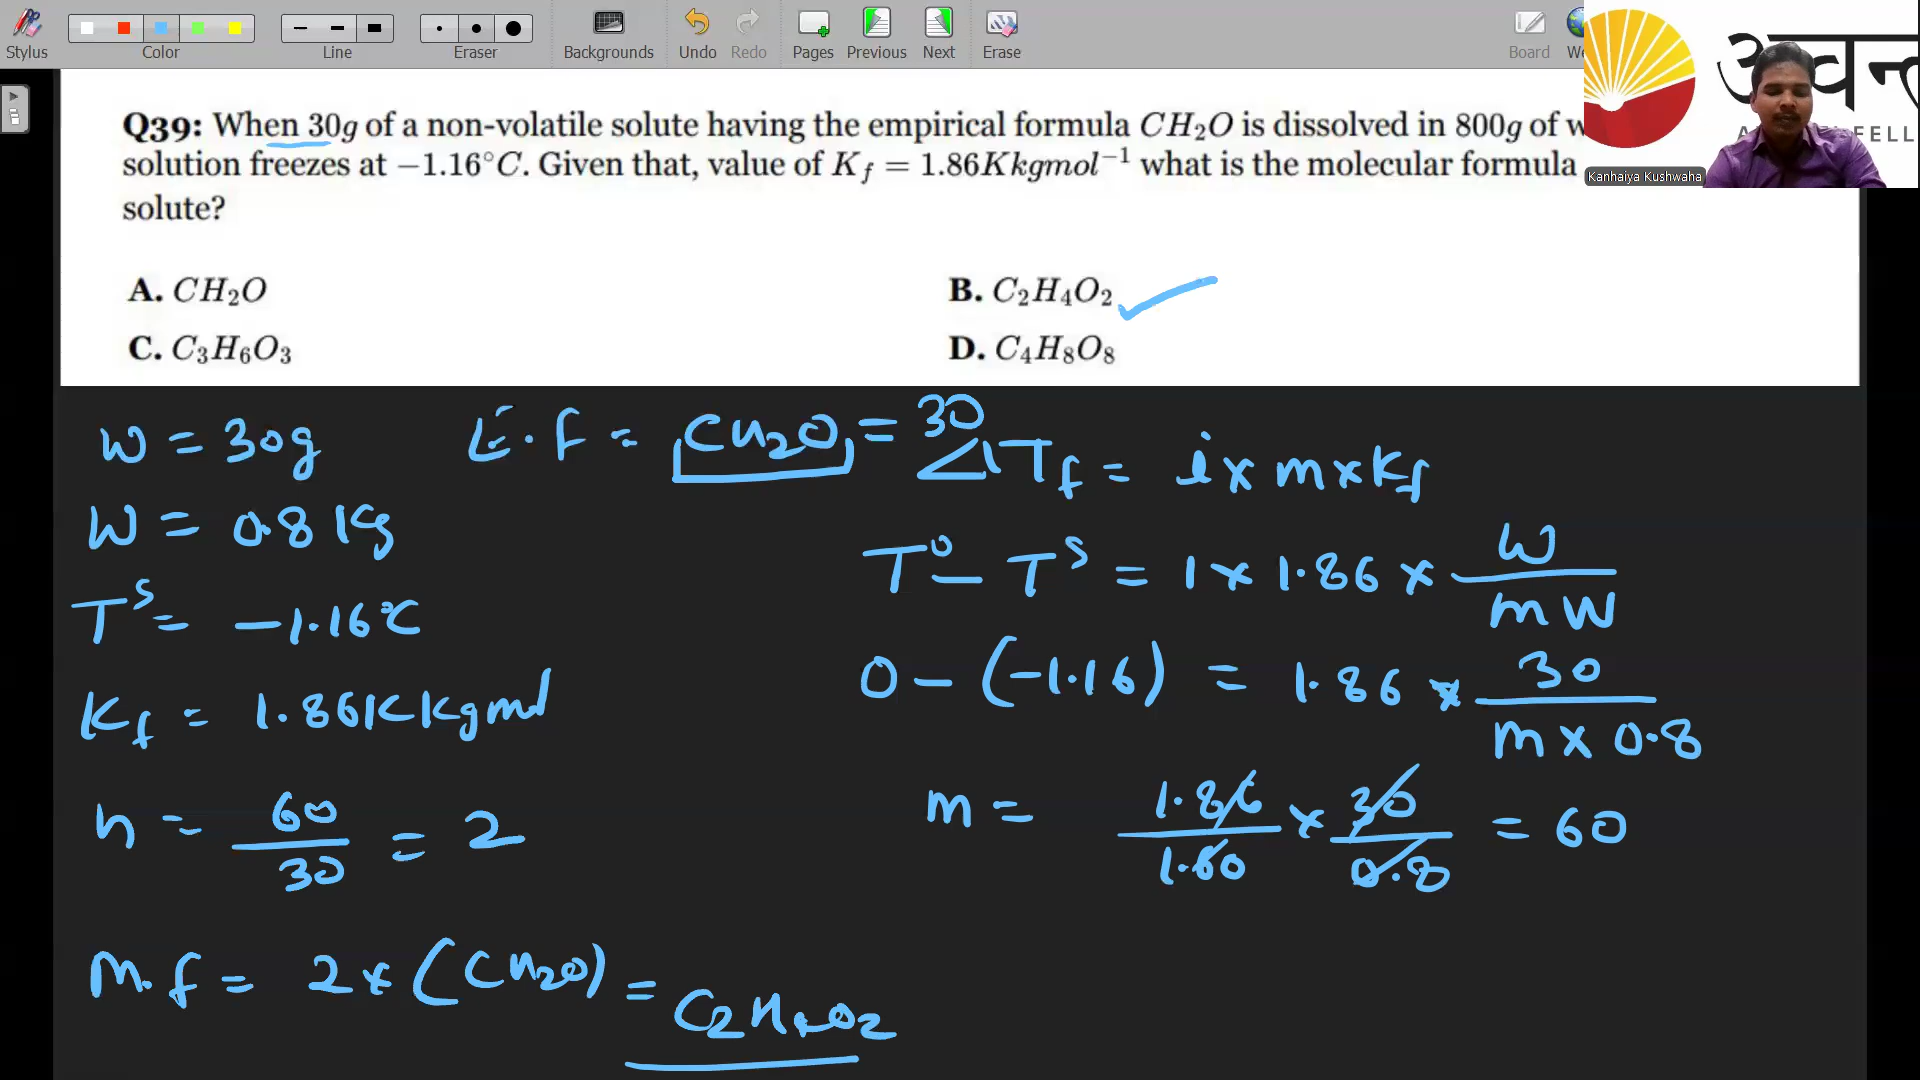 Stylus Color Line Eraser Backgrounds Undo Redo Pages Previous Next Erase Board
अवन्त
Q39: When 30g of a non-volatile solute having the empirical formula CH₂O is dissolved in 800g of
solution freezes at −1.16°C. Given that, value of K_f = 1.86Kkgmol⁻¹ what is the molecular formula
Kanhaiya Kushwaha
solute?
A. CH₂O
B. C₂H₄O₂ ✓
C. C₃H₆O₃
D. C₄H₈O₈
w = 30g
E.F = CH₂O = 30
ΔT_f = i × m × K_f
W = 0.8 Kg
T° − Tˢ = 1 × 1.86 × w / m W
Tˢ = −1.16°C
0 − (−1.16) = 1.86 × 30 / m × 0.8
K_f = 1.86 K Kg mol
m = 1.86 / 1.60 × 30 / 0.8 = 60
n = 60 / 30 = 2
M.f = 2 × (CH₂O) = C₂H₄O₂